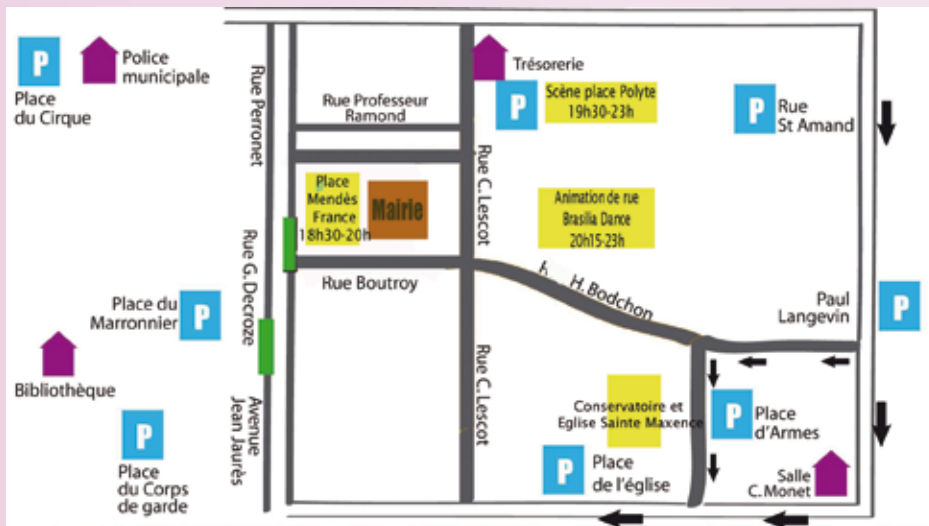 P
Police
municipale
Place
du Cirque
Rue Perronet
Rue Professeur
Ramond
Trésorerie
P
Scène place Polyte
19h30-23h
P
Rue
St Amand
Rue C. Lescot
Place
Mendès
France
18h30-20h
Mairie
Animation de rue
Brasilia Dance
20h15-23h
Rue G. Decroze
Rue Boutroy
H. Bodchon
Place du
Marronnier
P
Paul
Langevin
P
Bibliothèque
Rue C. Lescot
Avenue
Jean Jaurès
P
Place
du Corps
de garde
Conservatoire et
Eglise Sainte Maxence
P
Place
d'Armes
P
Place
de l'église
Salle
C. Monet